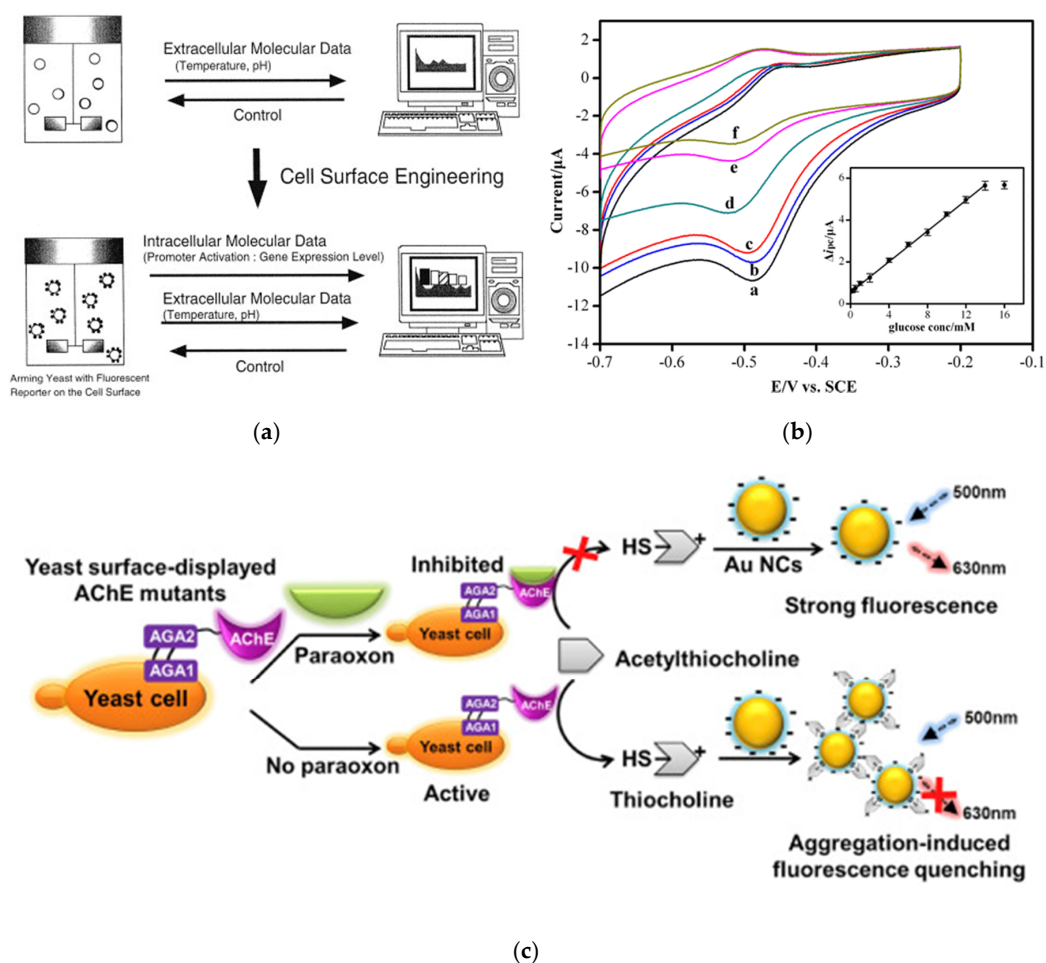 Extracellular Molecular Data
(Temperature, pH)
Control
Cell Surface Engineering
Intracellular Molecular Data
(Promoter Activation : Gene Expression Level)
Extracellular Molecular Data
(Temperature, pH)
Control
Arming Yeast with Fluorescent
Reporter on the Cell Surface
(a)
2
0
-2
-4
-6
-8
-10
-12
-14
Current/μA
-0.7
-0.6
-0.5
-0.4
-0.3
-0.2
-0.1
E/V vs. SCE
f
e
d
c
b
a
6
4
2
0
Δipc/μA
0
4
8
12
16
glucose conc/mM
(b)
Yeast surface-displayed
AChE mutants
AGA2
AChE
AGA1
Yeast cell
Paraoxon
No paraoxon
Inhibited
AGA2
AChE
AGA1
Yeast cell
AGA2
AChE
AGA1
Yeast cell
Active
Acetylthiocholine
HS
+
Au NCs
500nm
630nm
Strong fluorescence
HS
+
Thiocholine
500nm
630nm
Aggregation-induced
fluorescence quenching
(c)